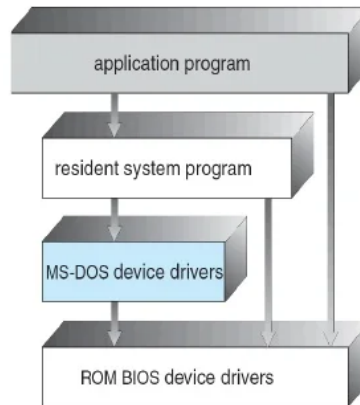 application program
resident system program
MS-DOS device drivers
ROM BIOS device drivers